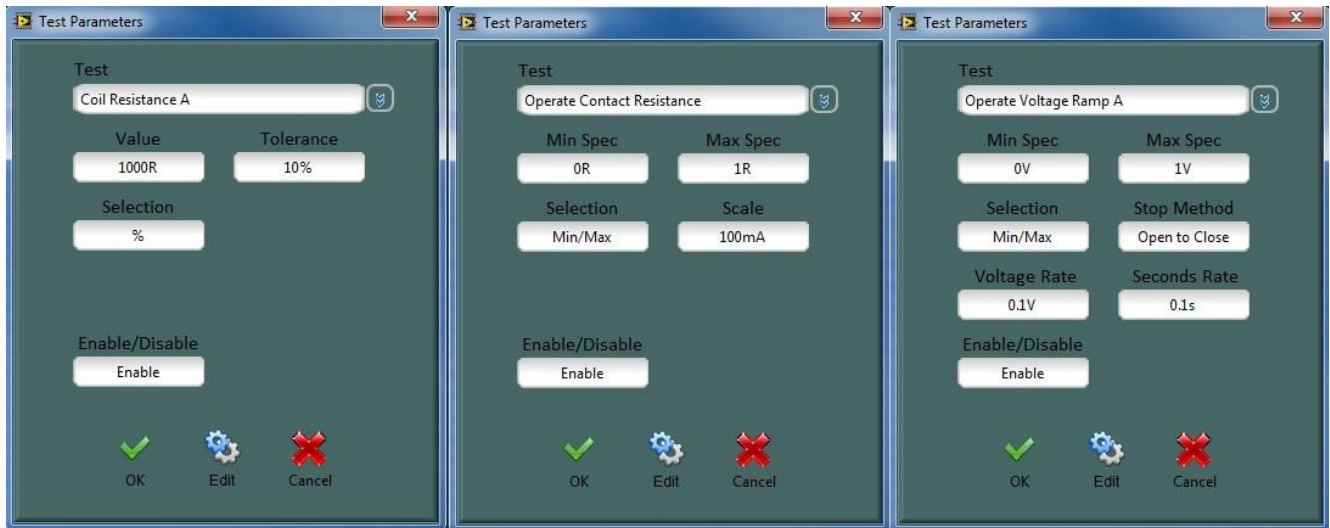 Test Parameters
Test
Coil Resistance A
Value Tolerance
1000R 10%
Selection
%
Enable/Disable
Enable
OK Edit Cancel
Test Parameters
Test
Operate Contact Resistance
Min Spec Max Spec
0R 1R
Selection Scale
Min/Max 100mA
Enable/Disable
Enable
OK Edit Cancel
Test Parameters
Test
Operate Voltage Ramp A
Min Spec Max Spec
0V 1V
Selection Stop Method
Min/Max Open to Close
Voltage Rate Seconds Rate
0.1V 0.1s
Enable/Disable
Enable
OK Edit Cancel